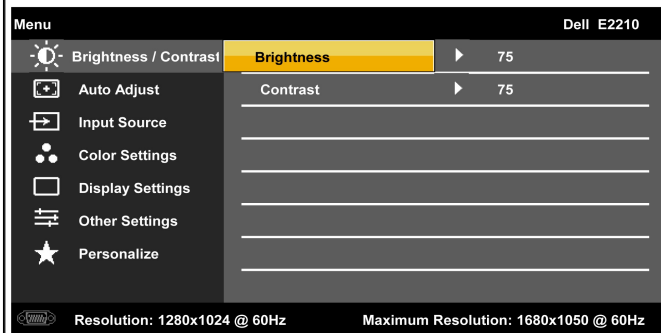 Menu Dell E2210
Brightness / Contrast Brightness 75
Auto Adjust Contrast 75
Input Source
Color Settings
Display Settings
Other Settings
Personalize
Resolution: 1280x1024 @ 60Hz Maximum Resolution: 1680x1050 @ 60Hz